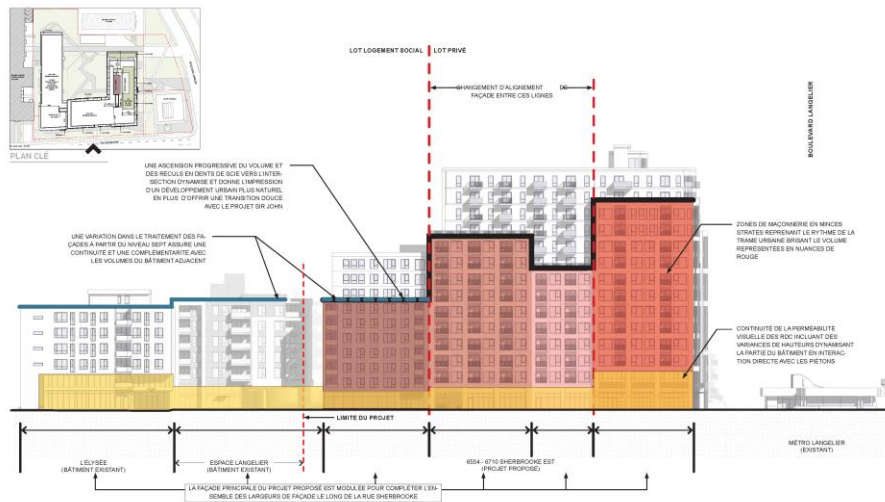 PLAN CLÉ
LOT LOGEMENT SOCIAL
LOT PRIVÉ
CHANGEMENT D'ALIGNEMENT DE
FAÇADE ENTRE CES LIGNES
BOULEVARD LANGELIER
UNE ASCENSION PROGRESSIVE DU VOLUME ET
DES RECULS EN DENTS DE SCIE VERS L'INTER-
SECTION DYNAMISE ET DONNE L'IMPRESSION
D'UN DÉVELOPPEMENT URBAIN PLUS NATUREL
EN PLUS D'OFFRIR UNE TRANSITION DOUCE
AVEC LE PROJET SIR JOHN
UNE VARIATION DANS LE TRAITEMENT DES FA-
ÇADES À PARTIR DU NIVEAU SEPT ASSURE UNE
CONTINUITÉ ET UNE COMPLÉMENTARITÉ AVEC
LES VOLUMES DU BÂTIMENT ADJACENT
ZONES DE MAÇONNERIE EN MINCES
STRATES REPRENANT LE RYTHME DE LA
TRAME URBAINE BRISANT LE VOLUME
REPRÉSENTÉES EN NUANCES DE
ROUGE
CONTINUITÉ DE LA PERMÉABILITÉ
VISUELLE DES RDC INCLUANT DES
VARIANCES DE HAUTEURS DYNAMISANT
LA PARTIE DU BÂTIMENT EN INTERAC-
TION DIRECTE AVEC LES PIÉTONS
LIMITE DU PROJET
L'ÉLYSÉE
(BÂTIMENT EXISTANT)
ESPACE LANGELIER
(BÂTIMENT EXISTANT)
6554 - 6710 SHERBROOKE EST
(PROJET PROPOSÉ)
MÉTRO LANGELIER
(EXISTANT)
LA FAÇADE PRINCIPALE DU PROJET PROPOSÉ EST MODULÉE POUR COMPLÉTER L'EN-
SEMBLE DES LARGEURS DE FAÇADE LE LONG DE LA RUE SHERBROOKE